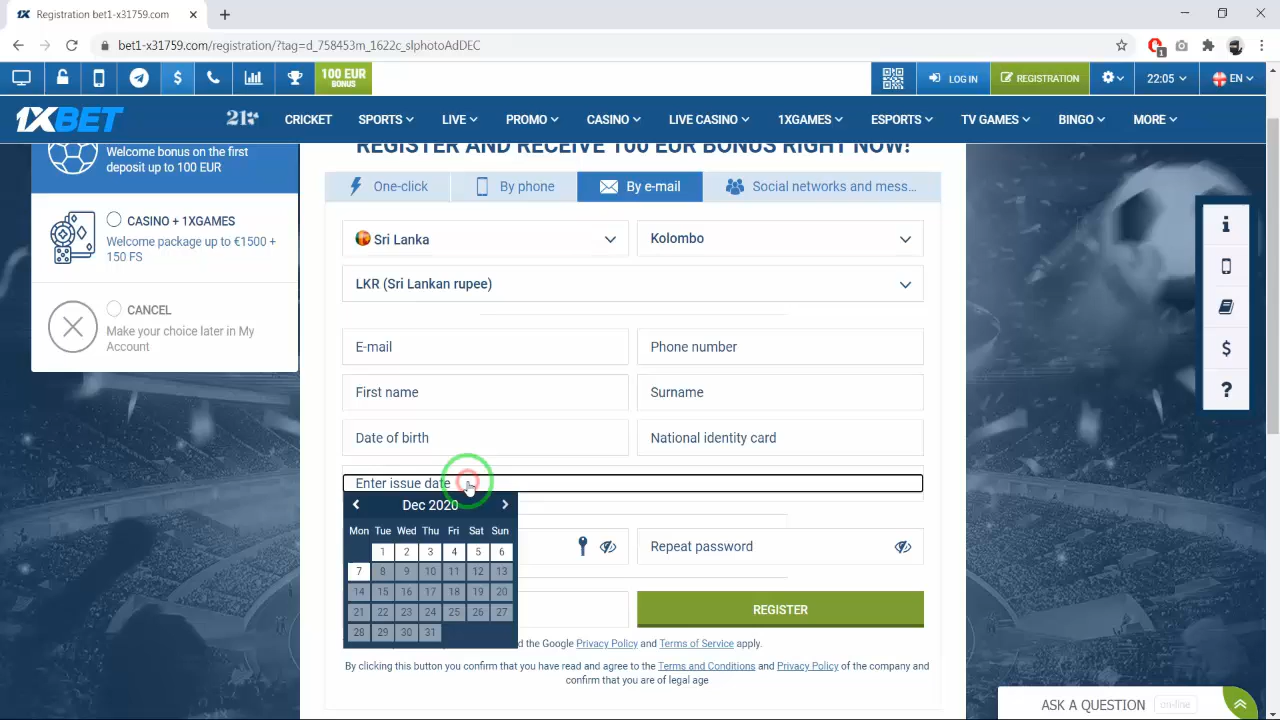 Registration bet1-x31759.com
bet1-x31759.com/registration/?tag=d_758453m_1622c_slphotoAdDEC
1
$
100 EUR
BONUS
LOG IN
REGISTRATION
22:05
EN
1XBET
21
CRICKET
SPORTS
LIVE
PROMO
CASINO
LIVE CASINO
1XGAMES
ESPORTS
TV GAMES
BINGO
MORE
Welcome bonus on the first
deposit up to 100 EUR
CASINO + 1XGAMES
Welcome package up to €1500 +
150 FS
CANCEL
Make your choice later in My
Account
REGISTER AND RECEIVE 100 EUR BONUS RIGHT NOW!
One-click
By phone
By e-mail
Social networks and mess...
Sri Lanka
Kolombo
LKR (Sri Lankan rupee)
E-mail
Phone number
First name
Surname
Date of birth
National identity card
Enter issue date
Dec 2020
Mon Tue Wed Thu Fri Sat Sun
1 2 3 4 5 6
7 8 9 10 11 12 13
14 15 16 17 18 19 20
21 22 23 24 25 26 27
28 29 30 31
Repeat password
REGISTER
d the Google Privacy Policy and Terms of Service apply.
By clicking this button you confirm that you have read and agree to the Terms and Conditions and Privacy Policy of the company and
confirm that you are of legal age
i
$
?
ASK A QUESTION
on-line